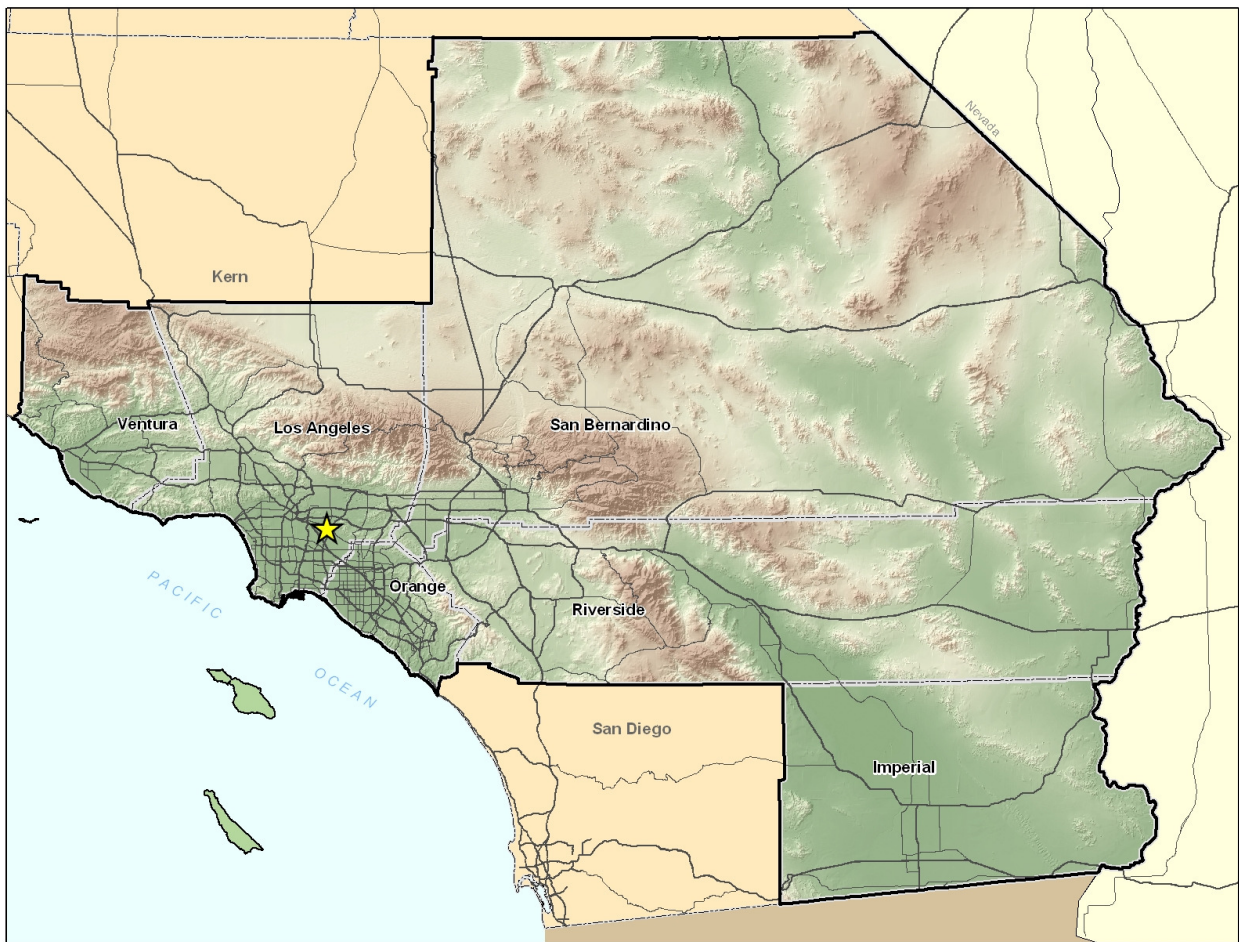 Nevada
Kern
Ventura
Los Angeles
San Bernardino
Orange
Riverside
PACIFIC
OCEAN
San Diego
Imperial